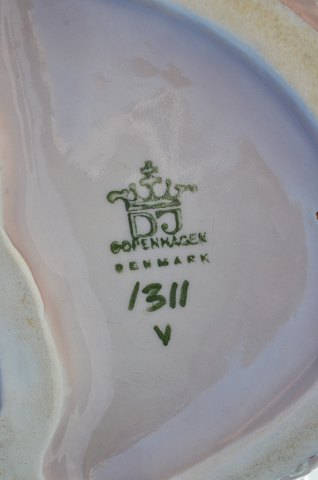 DJ
COPENHAGEN
DENMARK
1311
V